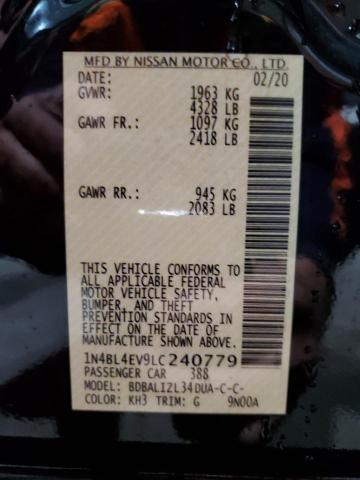 MFD BY NISSAN MOTOR CO., LTD.
DATE: 02/20
GVWR: 1963 KG
4328 LB
GAWR FR.: 1097 KG
2418 LB
GAWR RR.: 945 KG
2083 LB
THIS VEHICLE CONFORMS TO
ALL APPLICABLE FEDERAL
MOTOR VEHICLE SAFETY,
BUMPER, AND THEFT
PREVENTION STANDARDS IN
EFFECT ON THE DATE OF
MANUFACTURE SHOWN ABOVE.
1N4BL4EV9LC240779
PASSENGER CAR 388
MODEL: BDBALIZL34DUA-C-C-
COLOR: KH3 TRIM: G 9N00A